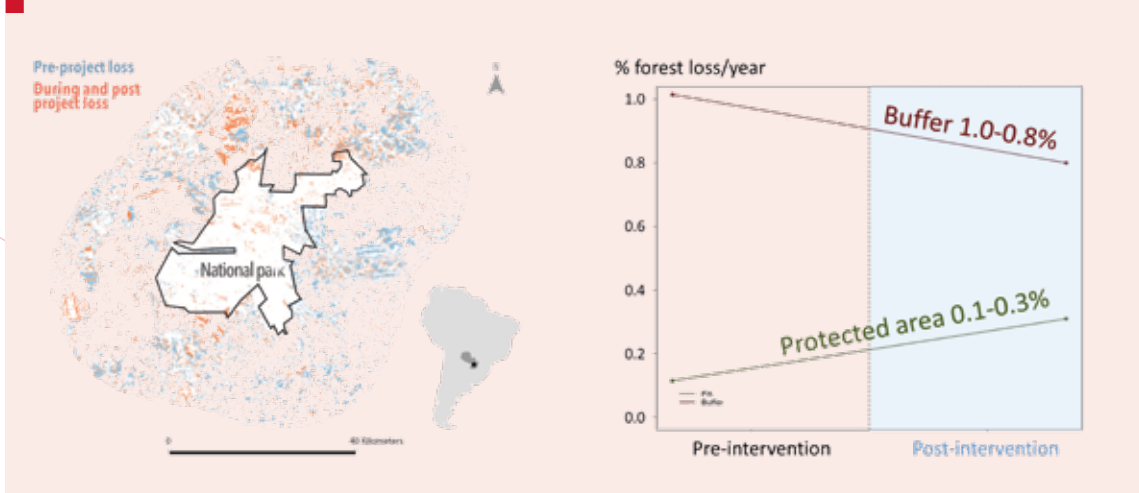 Pre-project loss
During and post
project loss
N
National park
0
40 Kilometers
% forest loss/year
1.0
0.8
0.6
0.4
0.2
0.0
Buffer 1.0-0.8%
Protected area 0.1-0.3%
PA
Buffer
Pre-intervention
Post-intervention